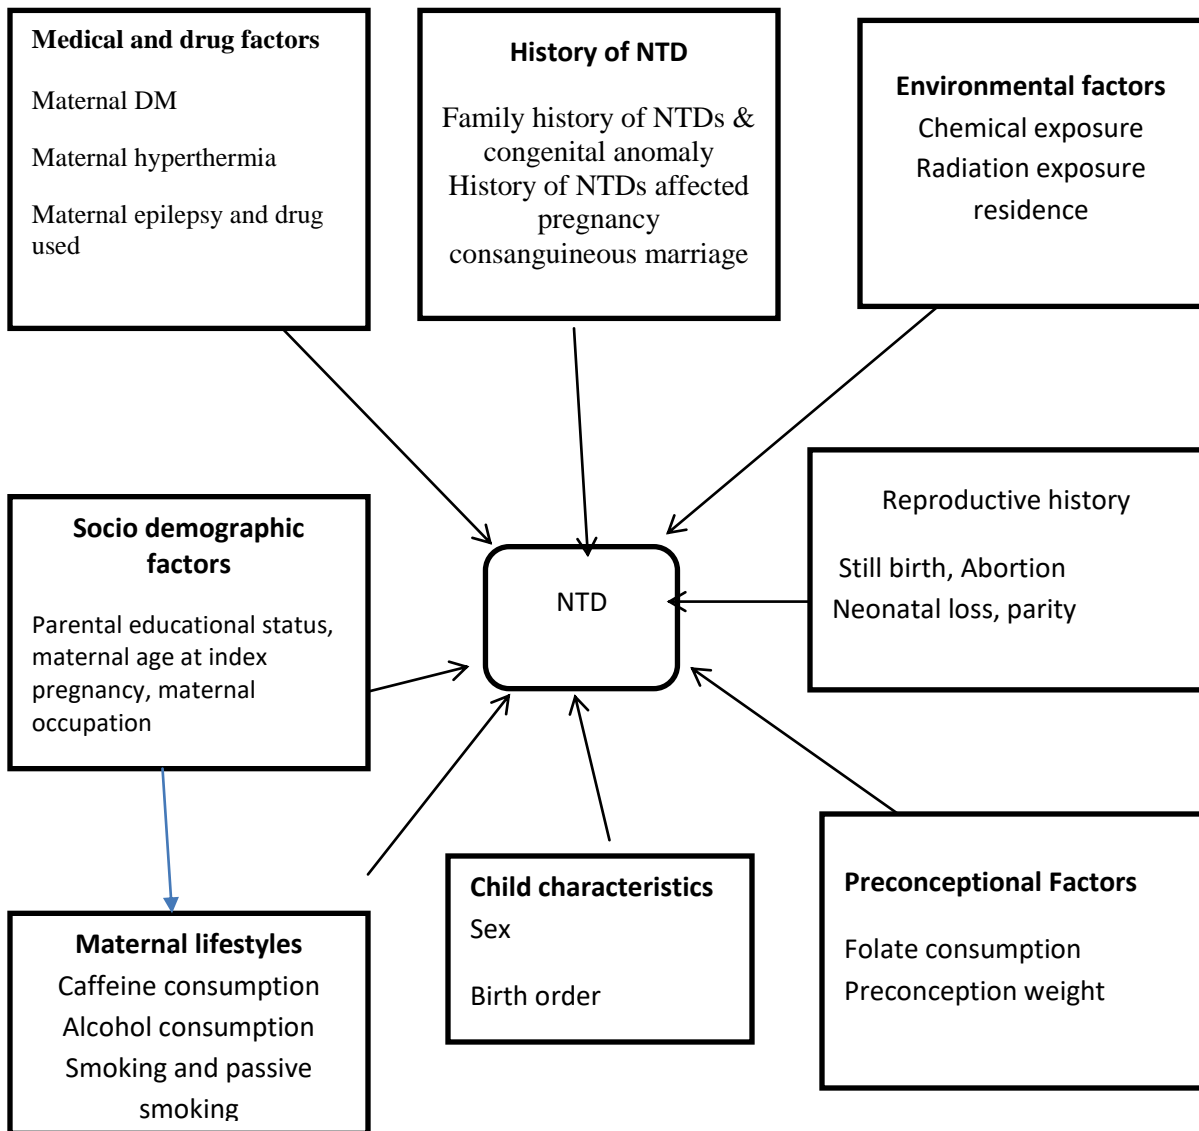 Medical and drug factors
Maternal DM
Maternal hyperthermia
Maternal epilepsy and drug
used
History of NTD
Family history of NTDs &
congenital anomaly
History of NTDs affected
pregnancy
consanguineous marriage
Environmental factors
Chemical exposure
Radiation exposure
residence
Socio demographic
factors
Parental educational status,
maternal age at index
pregnancy, maternal
occupation
NTD
Reproductive history
Still birth, Abortion
Neonatal loss, parity
Maternal lifestyles
Caffeine consumption
Alcohol consumption
Smoking and passive
smoking
Child characteristics
Sex
Birth order
Preconceptional Factors
Folate consumption
Preconception weight